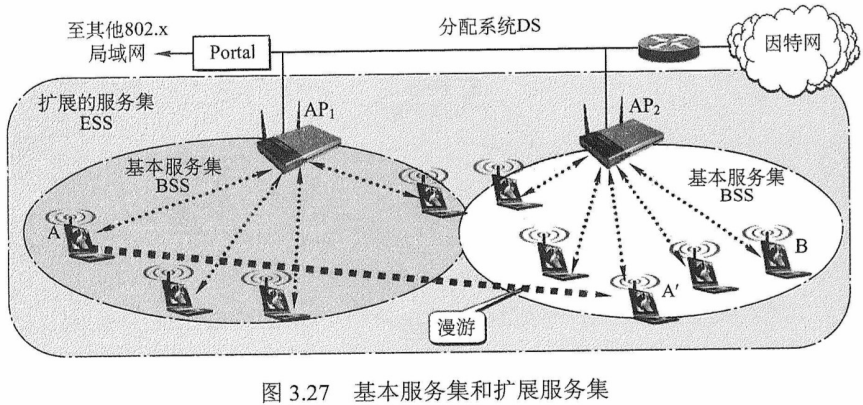 至其他802.x
局域网
Portal
分配系统DS
因特网
扩展的服务集
ESS
AP₁
AP₂
基本服务集
BSS
基本服务集
BSS
A
B
A′
漫游
图 3.27 基本服务集和扩展服务集